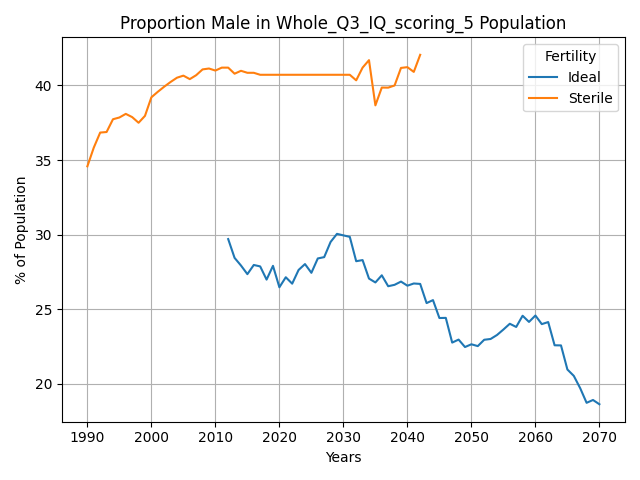 Proportion Male in Whole_Q3_IQ_scoring_5 Population
% of Population
40
35
30
25
20
Fertility
Ideal
Sterile
1990 2000 2010 2020 2030 2040 2050 2060 2070
Years